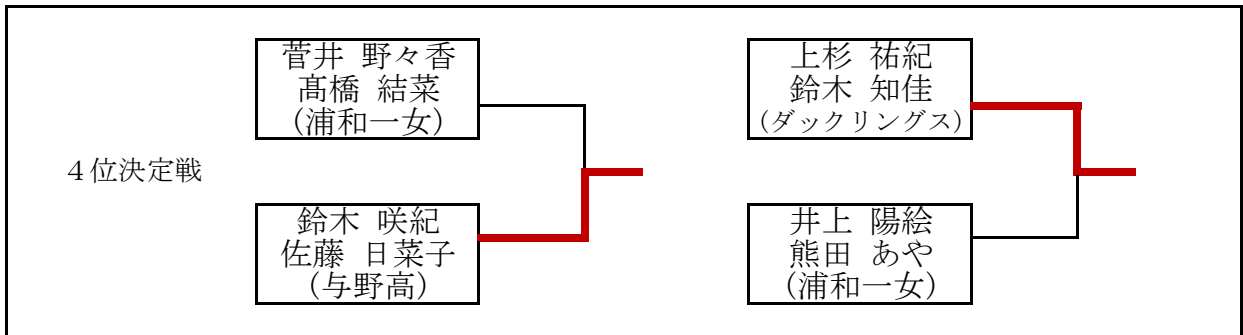 菅井 野々香
髙橋 結菜
(浦和一女)
上杉 祐紀
鈴木 知佳
(ダックリングス)
４位決定戦
鈴木 咲紀
佐藤 日菜子
(与野高)
井上 陽絵
熊田 あや
(浦和一女)